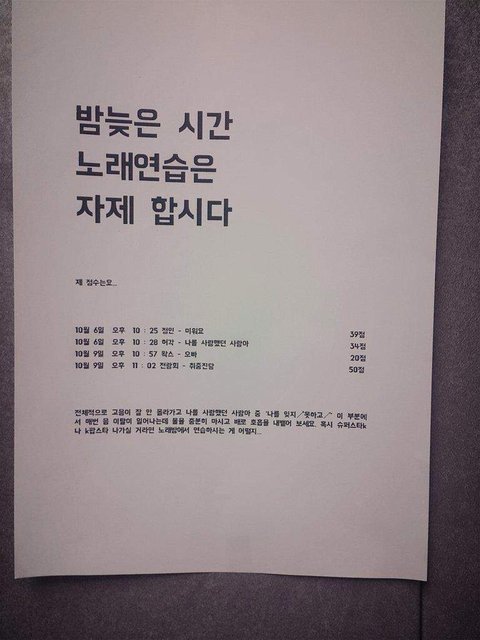 밤늦은 시간
노래연습은
자제 합시다
제 점수는요...
10월 6일 오후 10 : 25 정인 - 미워요 39점
10월 6일 오후 10 : 28 허각 - 나를 사랑했던 사람아 34점
10월 9일 오후 10 : 57 왁스 - 오빠 20점
10월 9일 오후 11 : 02 전람회 - 취중진담 50점
전체적으로 고음이 잘 안 올라가고 나를 사랑했던 사람아 중 '나를 잊지／못하고／' 이 부분에
서 매번 음 이탈이 일어나는데 물을 충분히 마시고 배로 호흡을 내뱉어 보세요. 혹시 슈퍼스타k
나 k팝스타 나가실 거라면 노래방에서 연습하시는 게 어떨지...